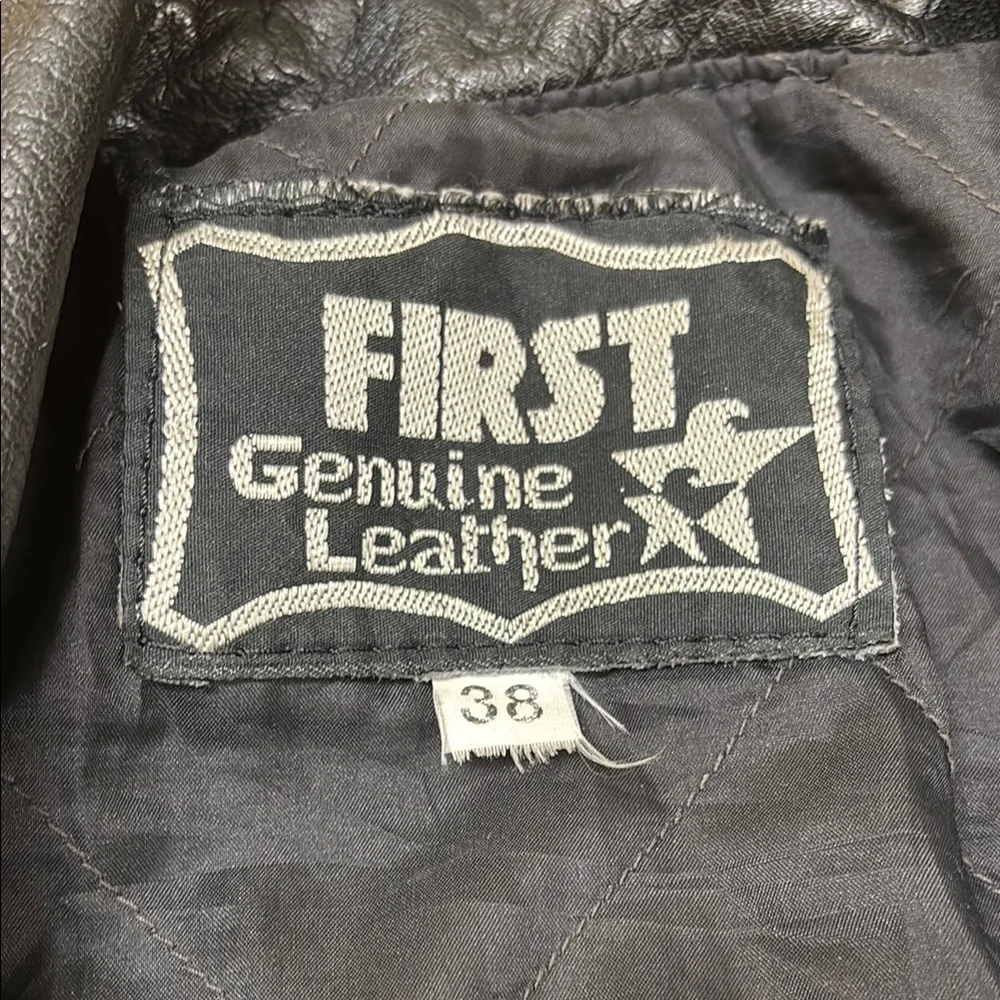 FIRST
Genuine
Leather
38